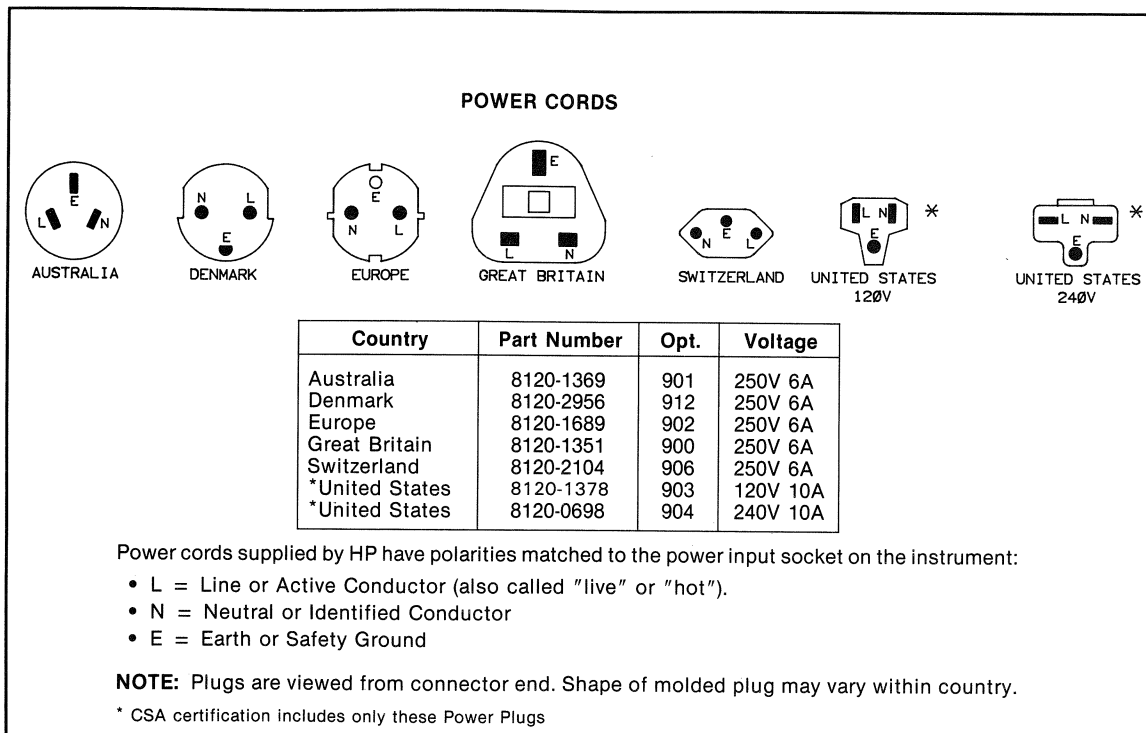 POWER CORDS
E
L N
AUSTRALIA
N L
E
DENMARK
E
N L
EUROPE
E
L N
GREAT BRITAIN
N E L
SWITZERLAND
L N *
E
UNITED STATES
120V
L N *
E
UNITED STATES
240V
Country Part Number Opt. Voltage
Australia 8120-1369 901 250V 6A
Denmark 8120-2956 912 250V 6A
Europe 8120-1689 902 250V 6A
Great Britain 8120-1351 900 250V 6A
Switzerland 8120-2104 906 250V 6A
*United States 8120-1378 903 120V 10A
*United States 8120-0698 904 240V 10A
Power cords supplied by HP have polarities matched to the power input socket on the instrument:
• L = Line or Active Conductor (also called "live" or "hot").
• N = Neutral or Identified Conductor
• E = Earth or Safety Ground
NOTE: Plugs are viewed from connector end. Shape of molded plug may vary within country.
* CSA certification includes only these Power Plugs